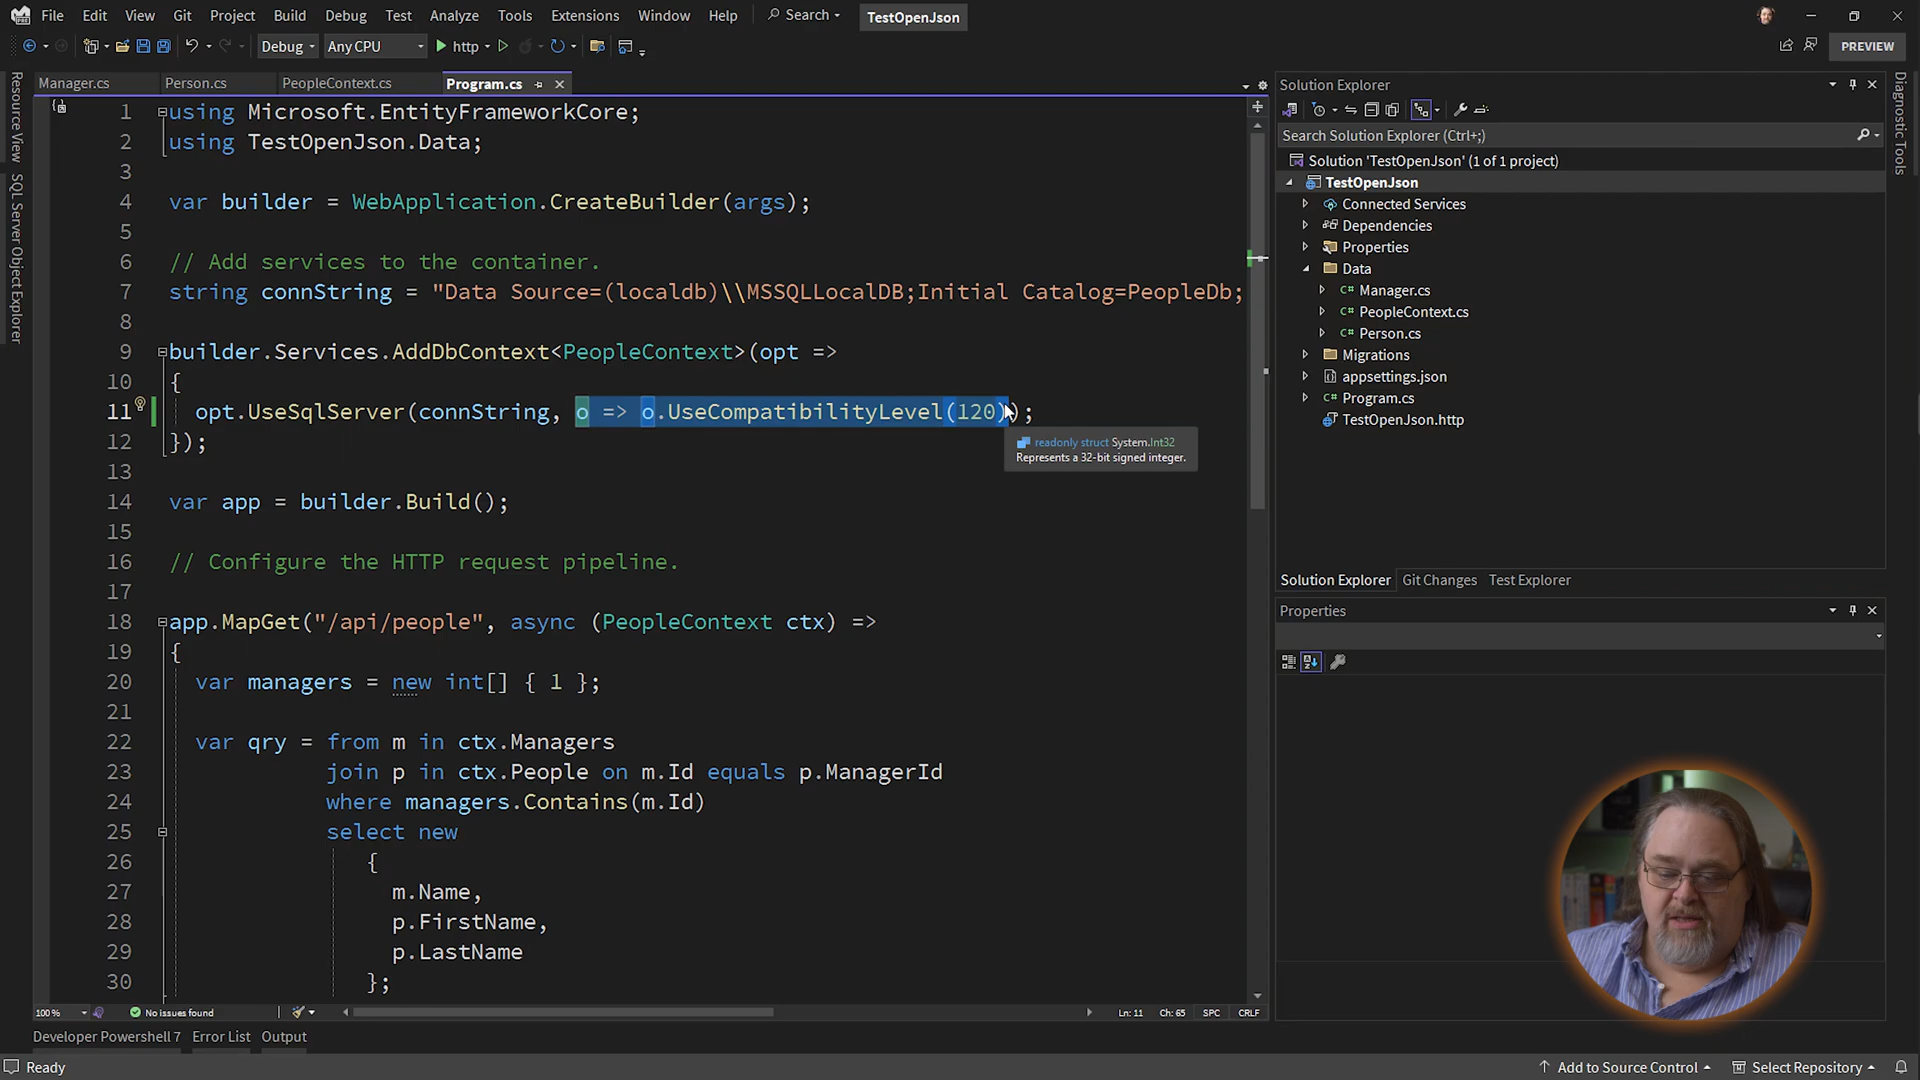 File Edit View Git Project Build Debug Test Analyze Tools Extensions Window Help Search TestOpenJson
Debug Any CPU http PREVIEW
Manager.cs Person.cs PeopleContext.cs Program.cs
Resource View
SQL Server Object Explorer
1 using Microsoft.EntityFrameworkCore;
2 using TestOpenJson.Data;
3
4 var builder = WebApplication.CreateBuilder(args);
5
6 // Add services to the container.
7 string connString = "Data Source=(localdb)\\MSSQLLocalDB;Initial Catalog=PeopleDb;
8
9 builder.Services.AddDbContext<PeopleContext>(opt =>
10 {
11 opt.UseSqlServer(connString, o => o.UseCompatibilityLevel(120));
readonly struct System.Int32
Represents a 32-bit signed integer.
12 });
13
14 var app = builder.Build();
15
16 // Configure the HTTP request pipeline.
17
18 app.MapGet("/api/people", async (PeopleContext ctx) =>
19 {
20 var managers = new int[] { 1 };
21
22 var qry = from m in ctx.Managers
23 join p in ctx.People on m.Id equals p.ManagerId
24 where managers.Contains(m.Id)
25 select new
26 {
27 m.Name,
28 p.FirstName,
29 p.LastName
30 };
100 % No issues found Ln: 11 Ch: 65 SPC CRLF
Developer Powershell 7 Error List Output
Ready Add to Source Control Select Repository
Solution Explorer
Search Solution Explorer (Ctrl+;)
Solution 'TestOpenJson' (1 of 1 project)
TestOpenJson
Connected Services
Dependencies
Properties
Data
C# Manager.cs
C# PeopleContext.cs
C# Person.cs
Migrations
appsettings.json
C# Program.cs
TestOpenJson.http
Solution Explorer Git Changes Test Explorer
Properties
Diagnostic Tools